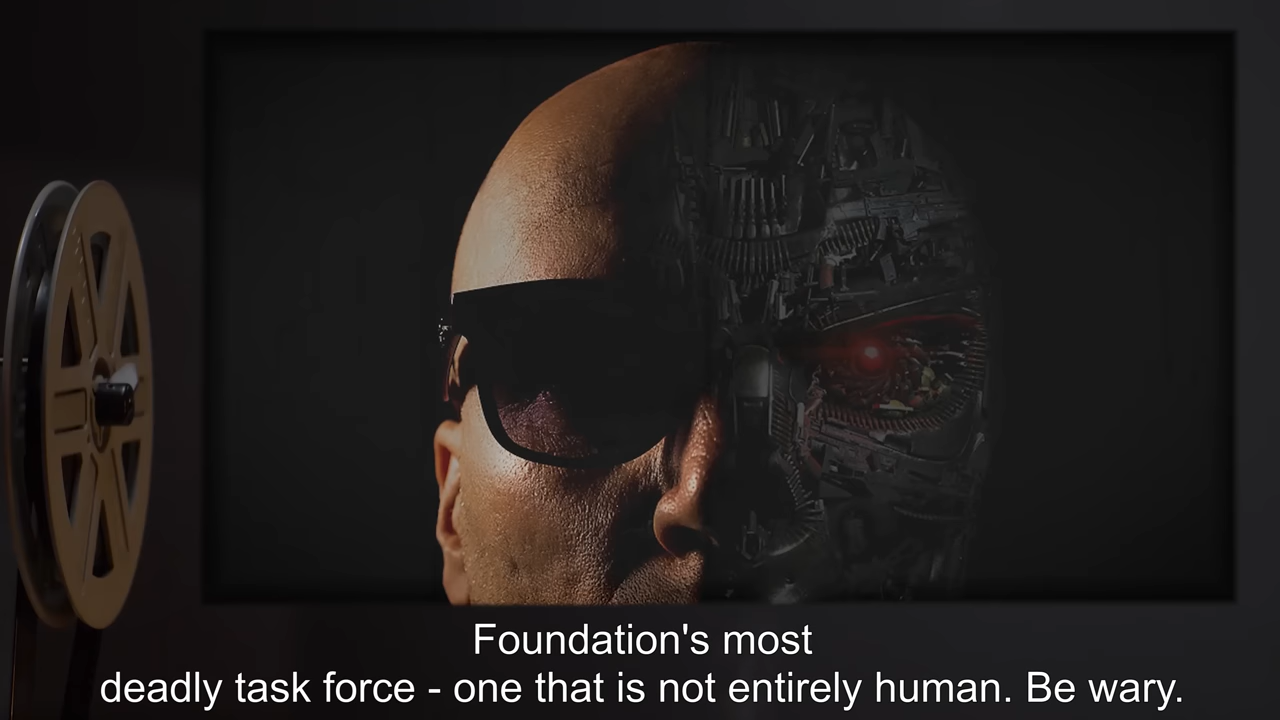 Foundation's most
deadly task force - one that is not entirely human. Be wary.